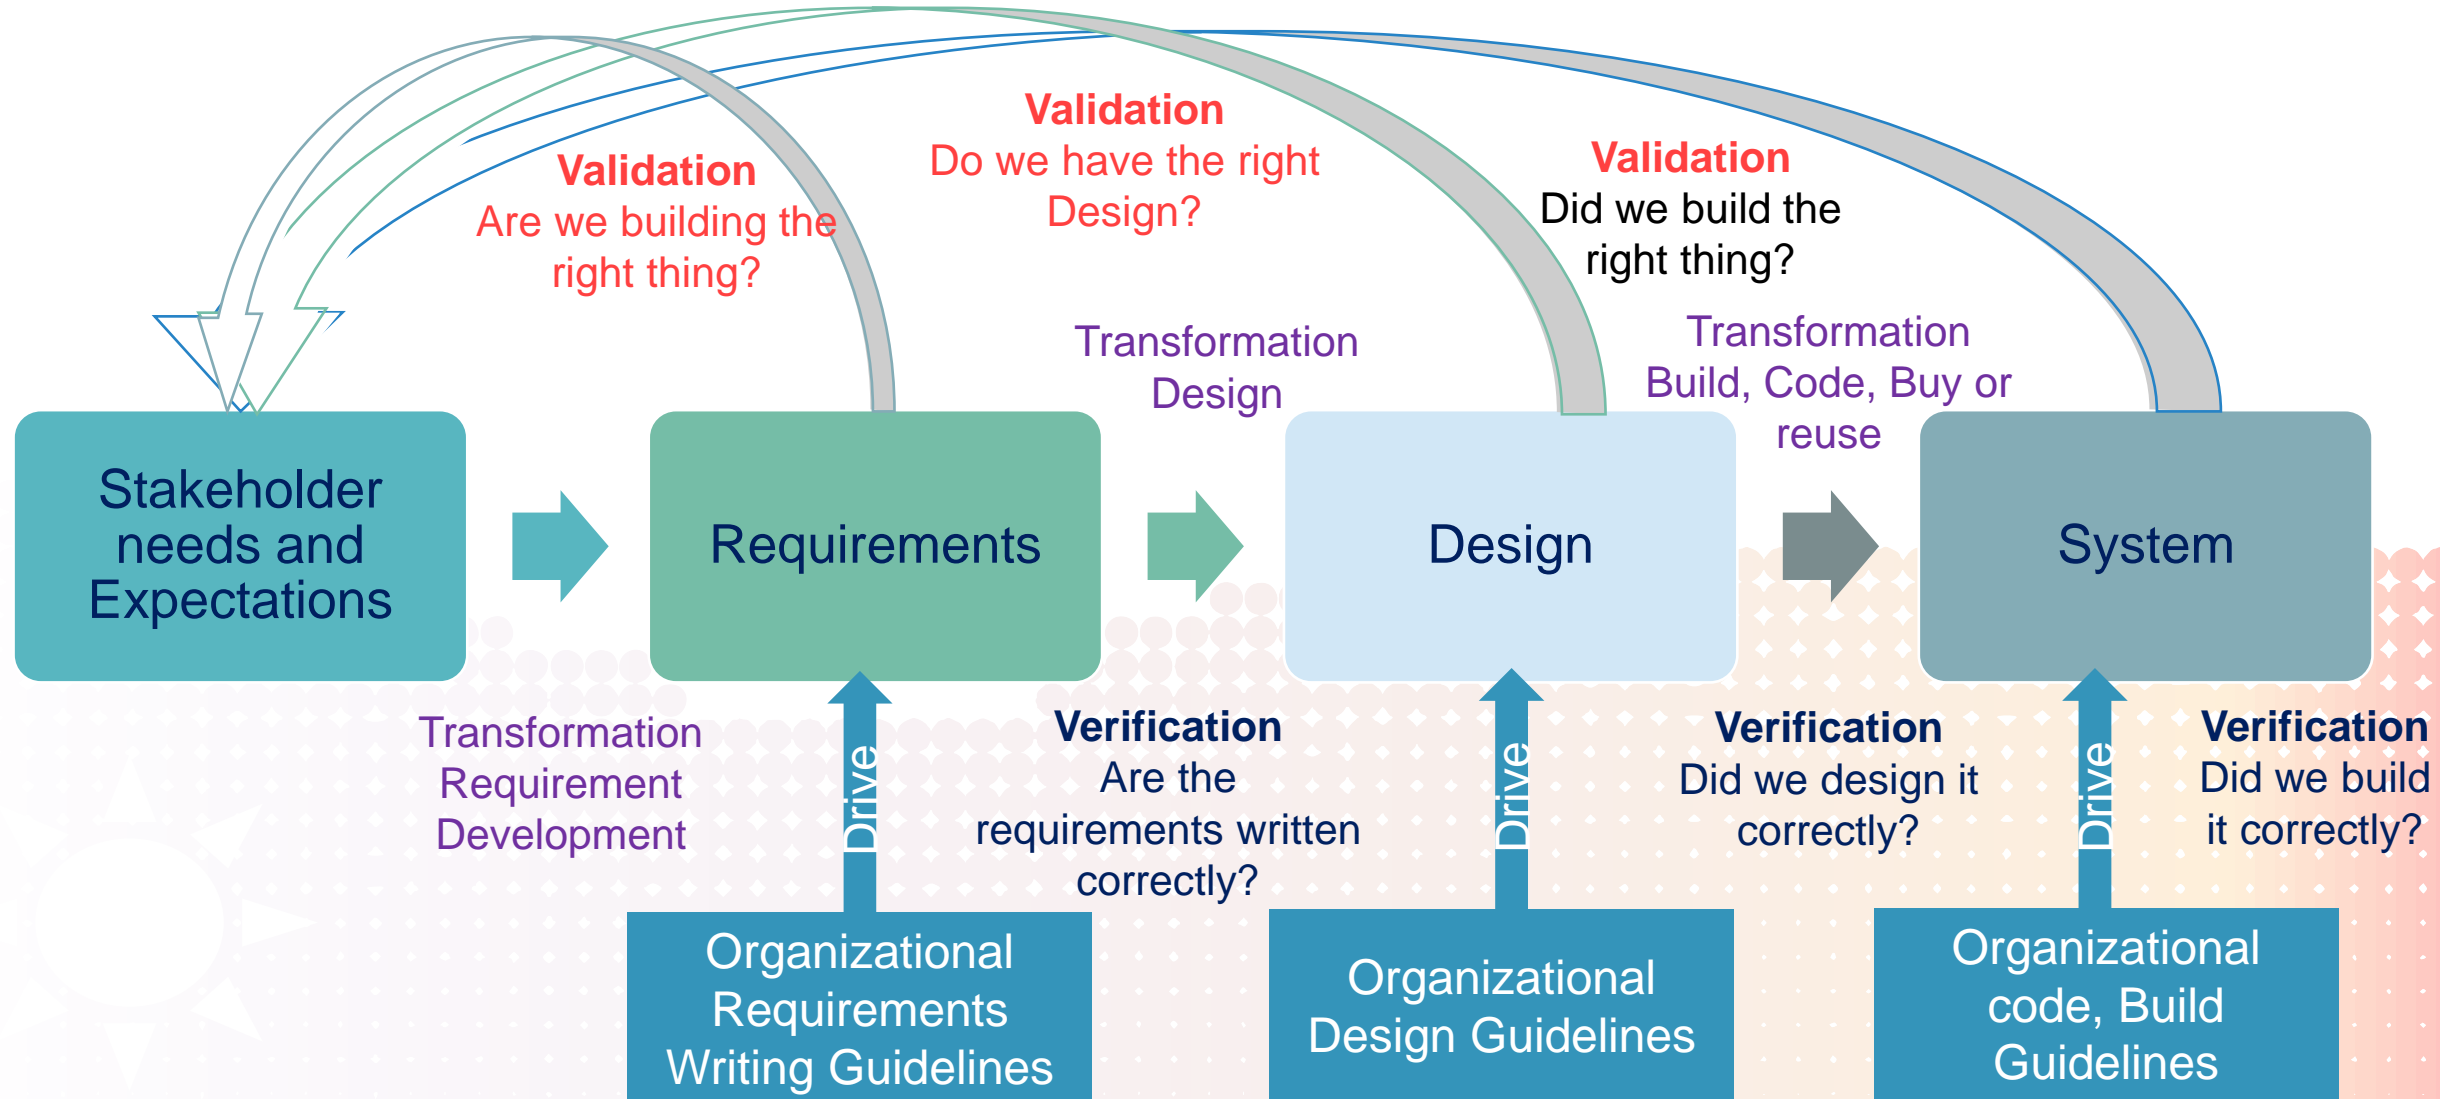 Validation
Are we building the
right thing?
Validation
Do we have the right
Design?
Validation
Did we build the
right thing?
Transformation
Design
Transformation
Build, Code, Buy or
reuse
Stakeholder
needs and
Expectations
Requirements
Design
System
Transformation
Requirement
Development
Drive
Verification
Are the
requirements written
correctly?
Drive
Verification
Did we design it
correctly?
Drive
Verification
Did we build
it correctly?
Organizational
Requirements
Writing Guidelines
Organizational
Design Guidelines
Organizational
code, Build
Guidelines